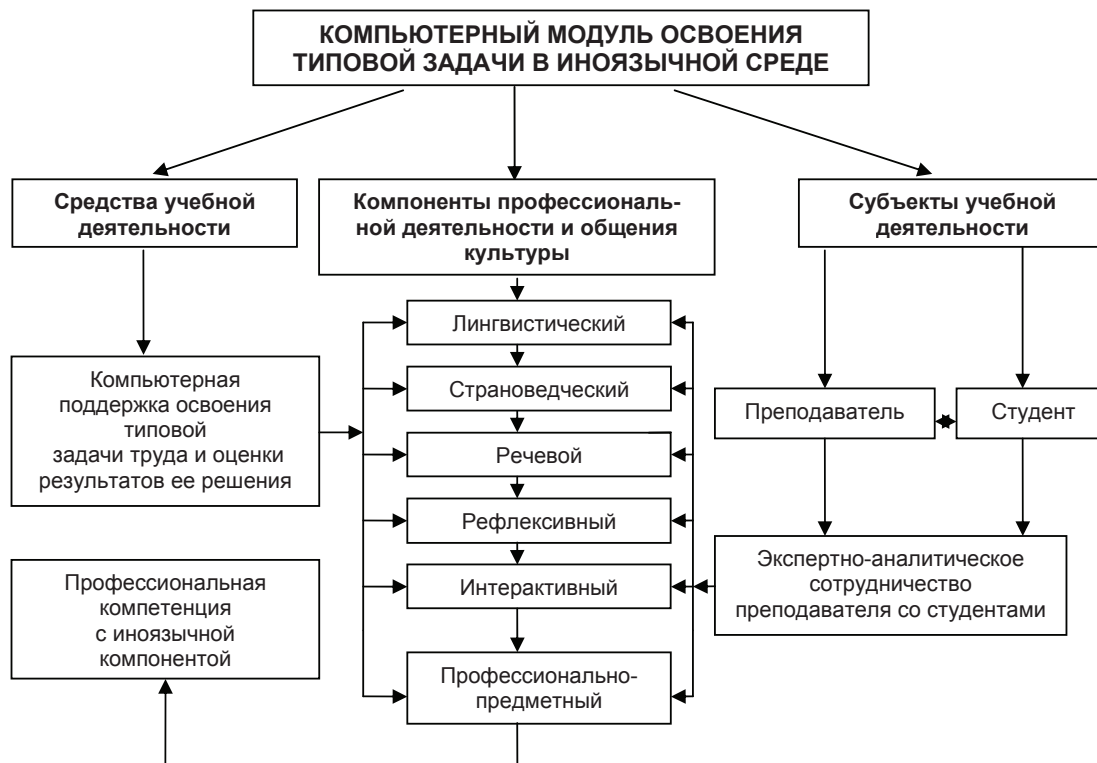 КОМПЬЮТЕРНЫЙ МОДУЛЬ ОСВОЕНИЯ
ТИПОВОЙ ЗАДАЧИ В ИНОЯЗЫЧНОЙ СРЕДЕ
Средства учебной
деятельности
Компоненты профессиональ-
ной деятельности и общения
культуры
Субъекты учебной
деятельности
Компьютерная
поддержка освоения
типовой
задачи труда и оценки
результатов ее решения
Лингвистический
Страноведческий
Речевой
Рефлексивный
Интерактивный
Профессионально-
предметный
Преподаватель
Студент
Экспертно-аналитическое
сотрудничество
преподавателя со студентами
Профессиональная
компетенция
с иноязычной
компонентой